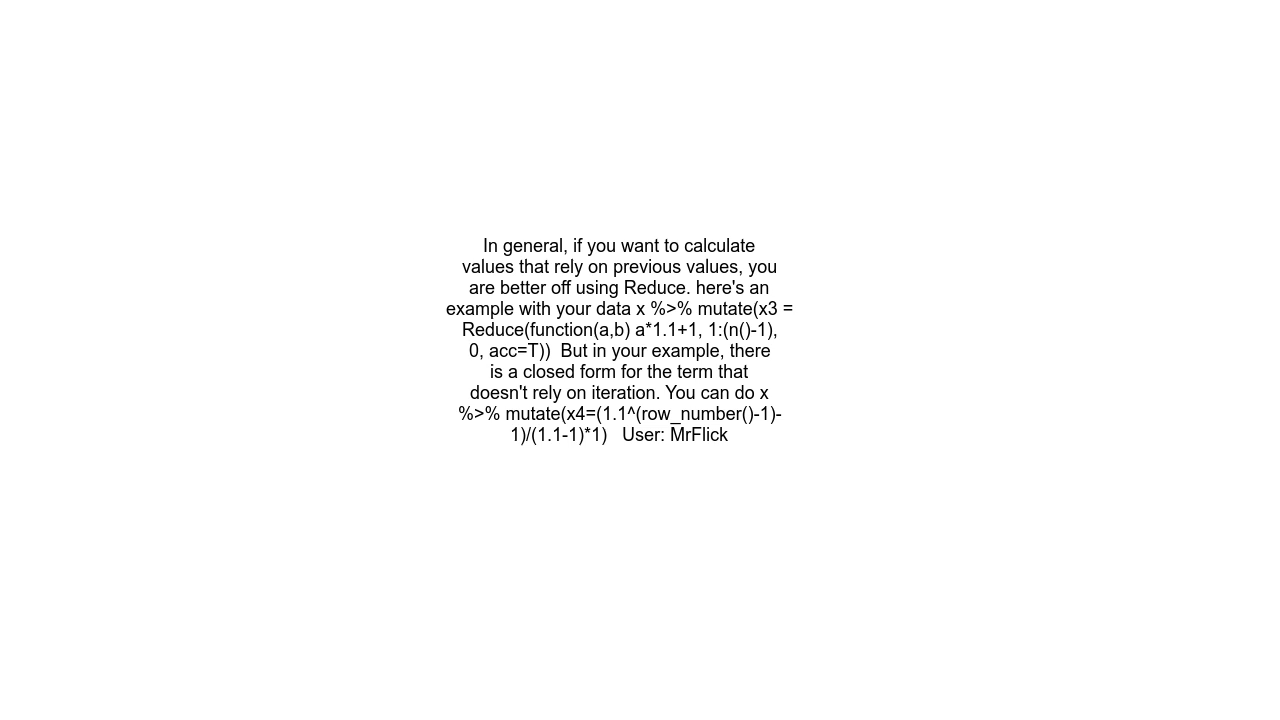 In general, if you want to calculate
values that rely on previous values, you
are better off using Reduce. here's an
example with your data x %>% mutate(x3 =
Reduce(function(a,b) a*1.1+1, 1:(n()-1),
0, acc=T))  But in your example, there
is a closed form for the term that
doesn't rely on iteration. You can do x
%>% mutate(x4=(1.1^(row_number()-1)-
1)/(1.1-1)*1)   User: MrFlick